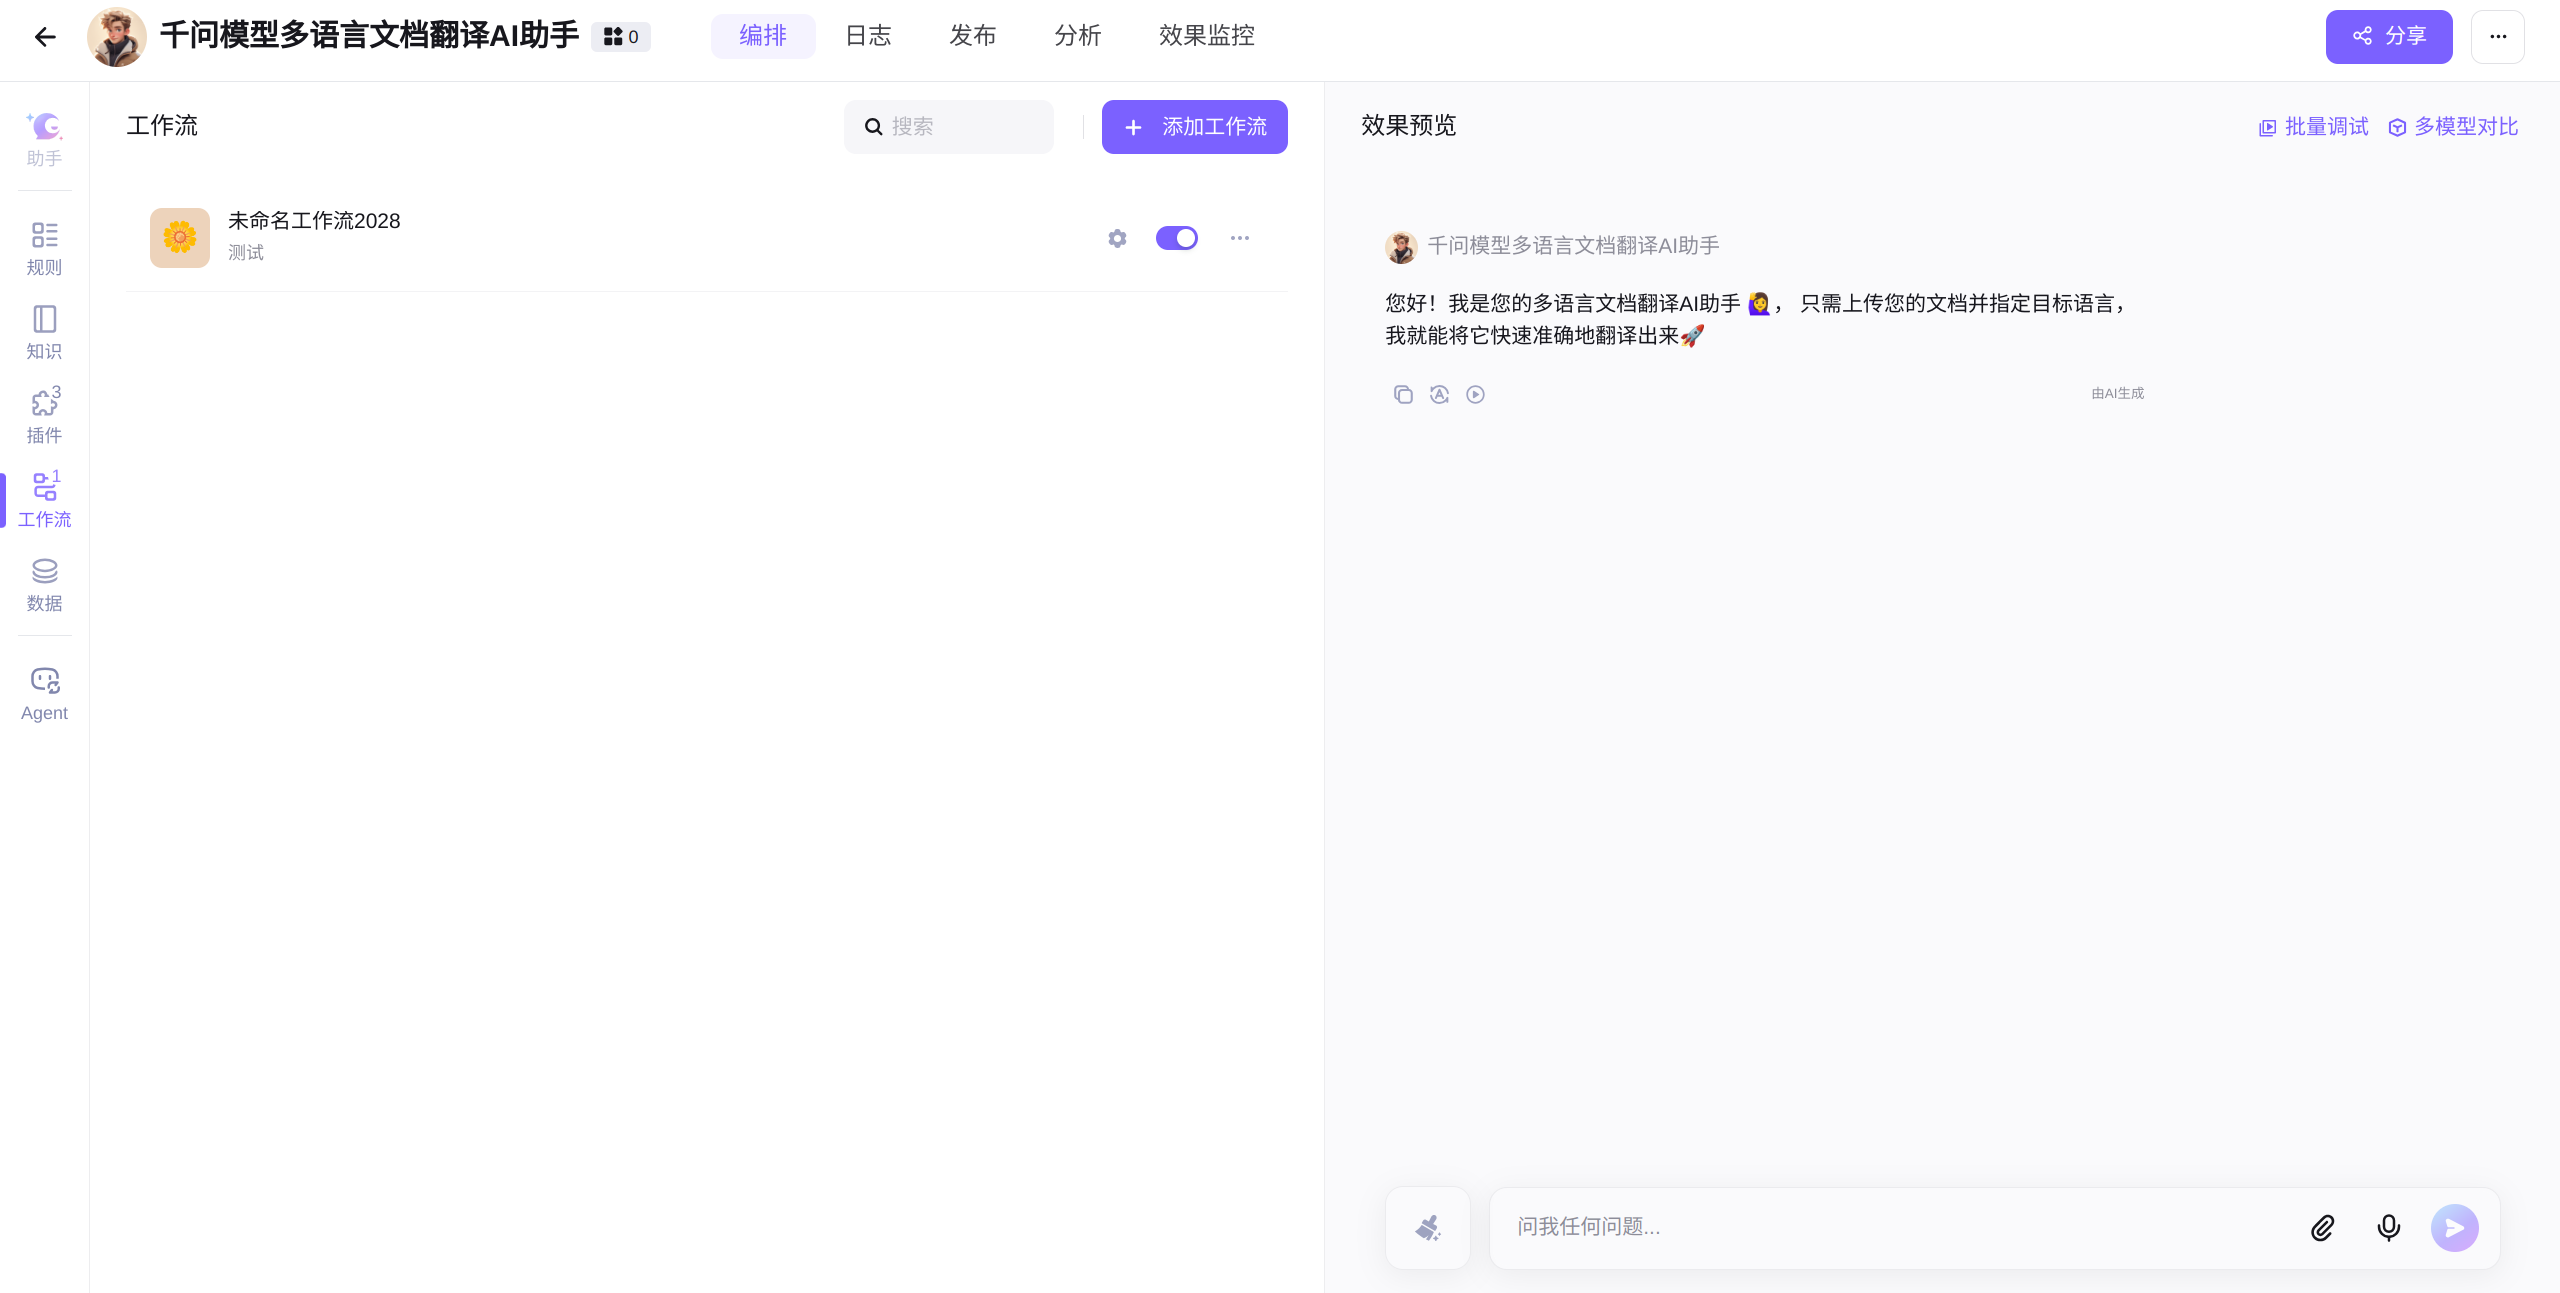 千问模型多语言文档翻译AI助手 0 编排 日志 发布 分析 效果监控 分享
助手
规则
知识
3
插件
1
工作流
数据
Agent
工作流 搜索 添加工作流
未命名工作流2028
测试
效果预览 批量调试 多模型对比
千问模型多语言文档翻译AI助手
您好！我是您的多语言文档翻译AI助手 🙋‍♀️， 只需上传您的文档并指定目标语言，
我就能将它快速准确地翻译出来🚀
由AI生成
问我任何问题...